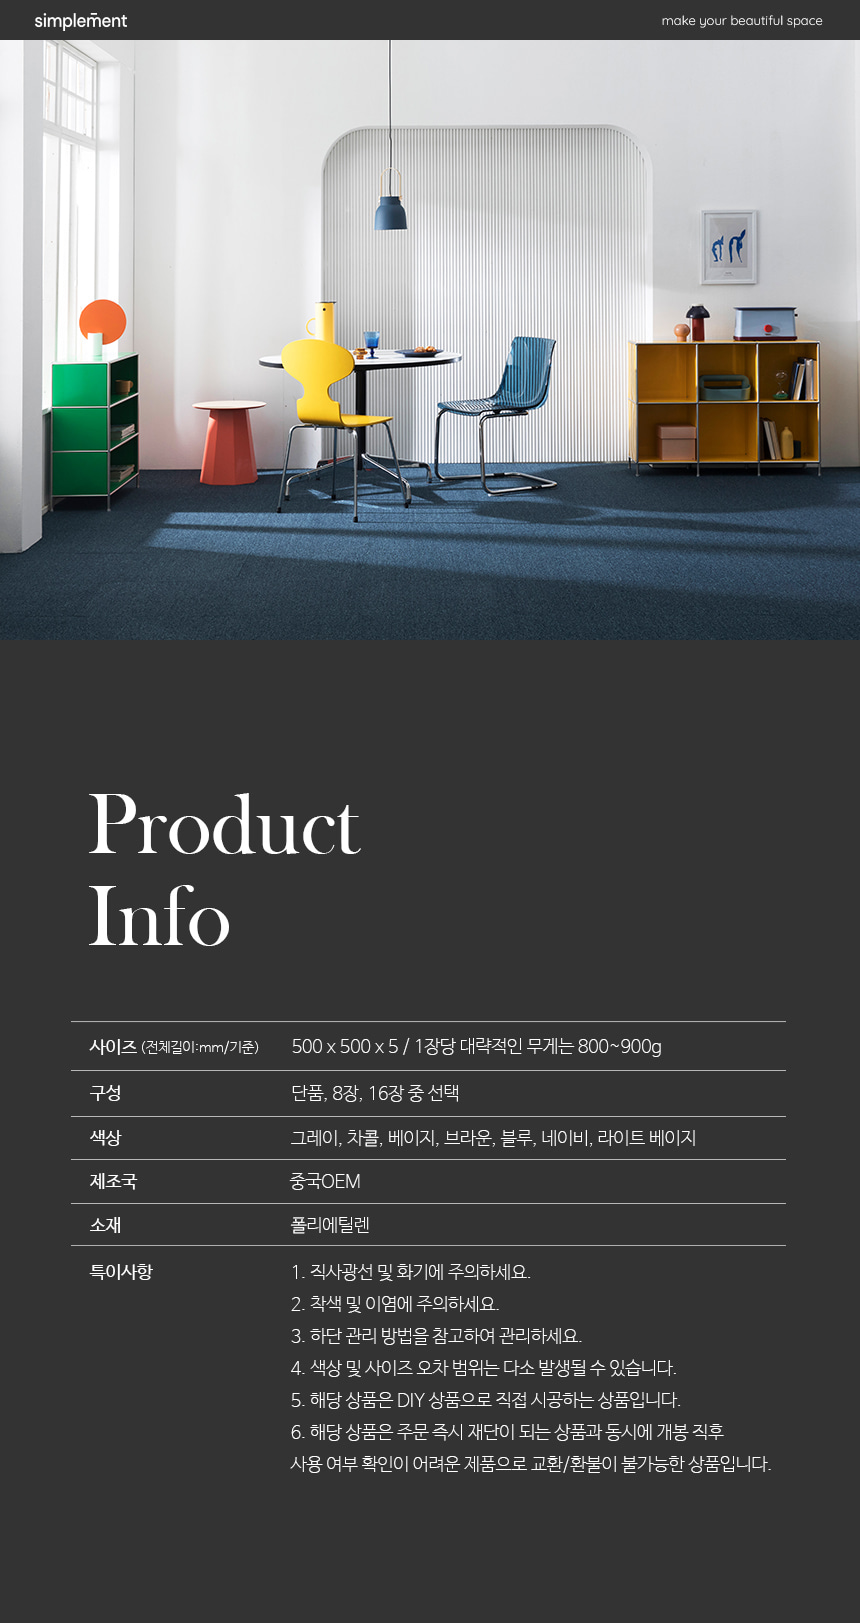 simplement
make your beautiful space
Product
Info
사이즈 (전체길이:mm/기준) 500 x 500 x 5 / 1장당 대략적인 무게는 800~900g
구성 단품, 8장, 16장 중 선택
색상 그레이, 차콜, 베이지, 브라운, 블루, 네이비, 라이트 베이지
제조국 중국OEM
소재 폴리에틸렌
특이사항 1. 직사광선 및 화기에 주의하세요.
2. 착색 및 이염에 주의하세요.
3. 하단 관리 방법을 참고하여 관리하세요.
4. 색상 및 사이즈 오차 범위는 다소 발생될 수 있습니다.
5. 해당 상품은 DIY 상품으로 직접 시공하는 상품입니다.
6. 해당 상품은 주문 즉시 재단이 되는 상품과 동시에 개봉 직후
사용 여부 확인이 어려운 제품으로 교환/환불이 불가능한 상품입니다.